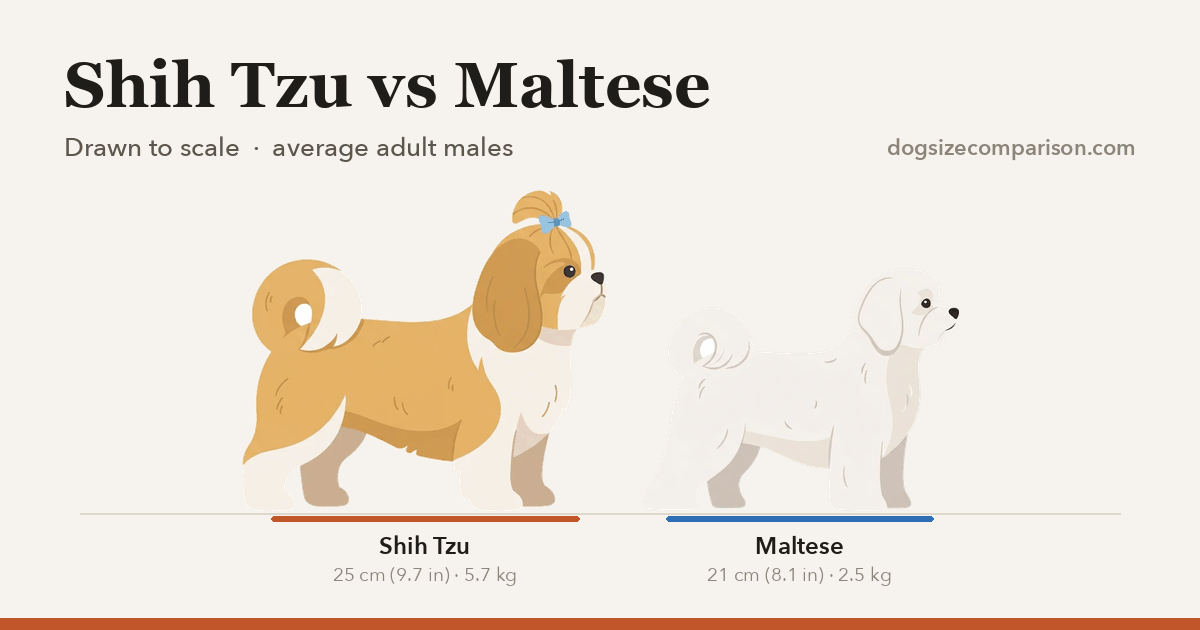 Shih Tzu vs Maltese
Drawn to scale · average adult males
dogsizecomparison.com
Shih Tzu
25 cm (9.7 in) · 5.7 kg
Maltese
21 cm (8.1 in) · 2.5 kg